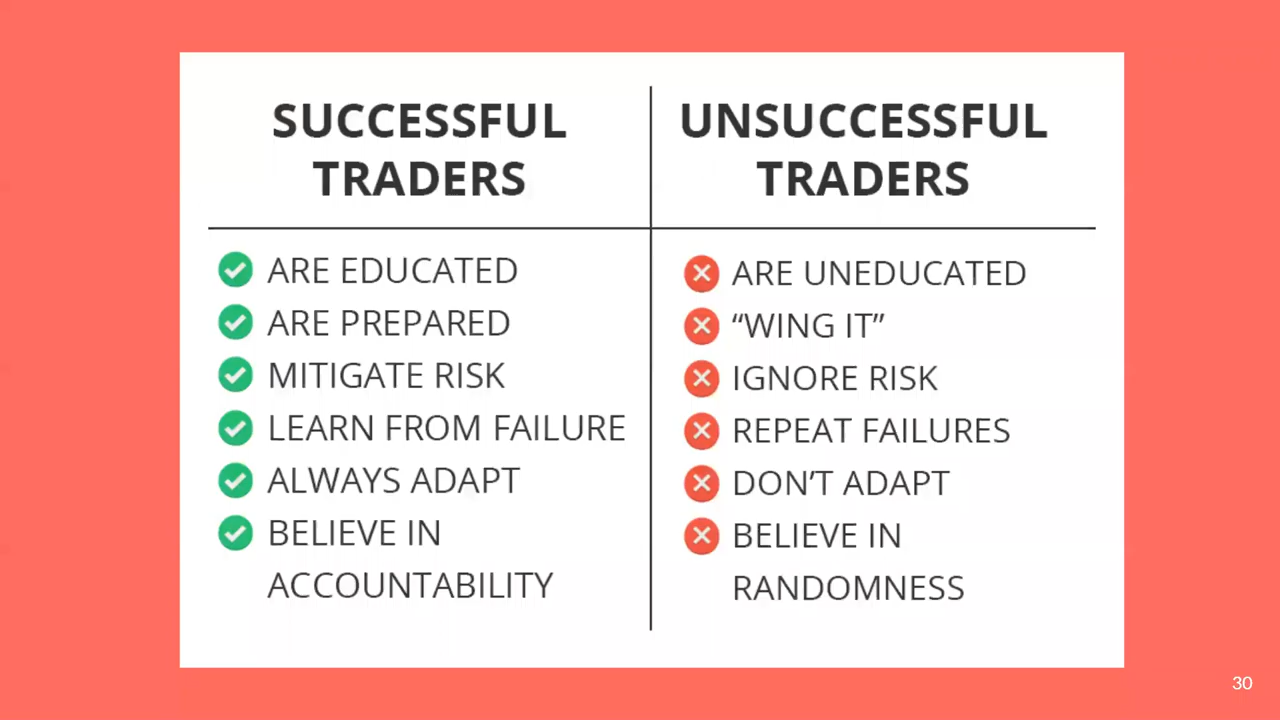 SUCCESSFUL
TRADERS
ARE EDUCATED
ARE PREPARED
MITIGATE RISK
LEARN FROM FAILURE
ALWAYS ADAPT
BELIEVE IN
ACCOUNTABILITY
UNSUCCESSFUL
TRADERS
ARE UNEDUCATED
“WING IT”
IGNORE RISK
REPEAT FAILURES
DON’T ADAPT
BELIEVE IN
RANDOMNESS
30